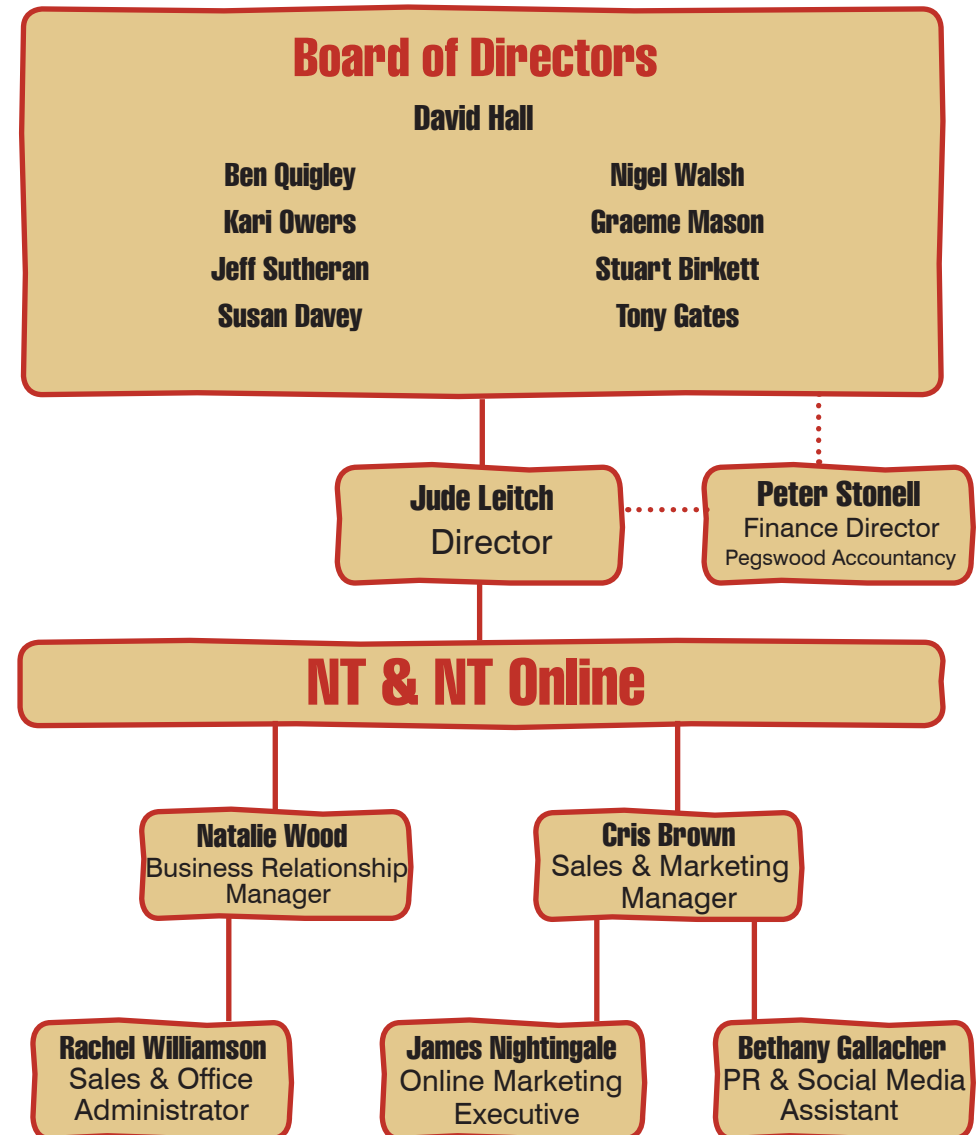 Board of Directors
David Hall
Ben Quigley
Nigel Walsh
Kari Owers
Graeme Mason
Jeff Sutheran
Stuart Birkett
Susan Davey
Tony Gates
Jude Leitch
Director
Peter Stonell
Finance Director
Pegswood Accountancy
NT & NT Online
Natalie Wood
Business Relationship
Manager
Cris Brown
Sales & Marketing
Manager
Rachel Williamson
Sales & Office
Administrator
James Nightingale
Online Marketing
Executive
Bethany Gallacher
PR & Social Media
Assistant